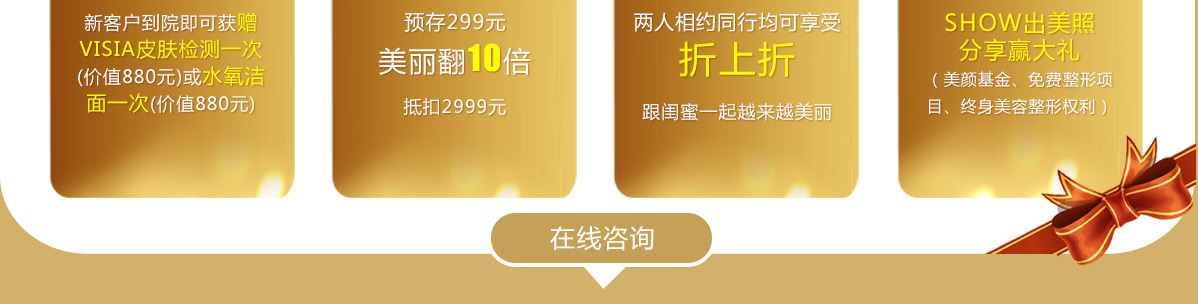 新客户到院即可获赠
VISIA皮肤检测一次
(价值880元)或水氧洁
面一次(价值880元)
预存299元
美丽翻10倍
抵扣2999元
两人相约同行均可享受
折上折
跟闺蜜一起越来越美丽
SHOW出美照
分享赢大礼
（美颜基金、免费整形项
目、终身美容整形权利）
在线咨询